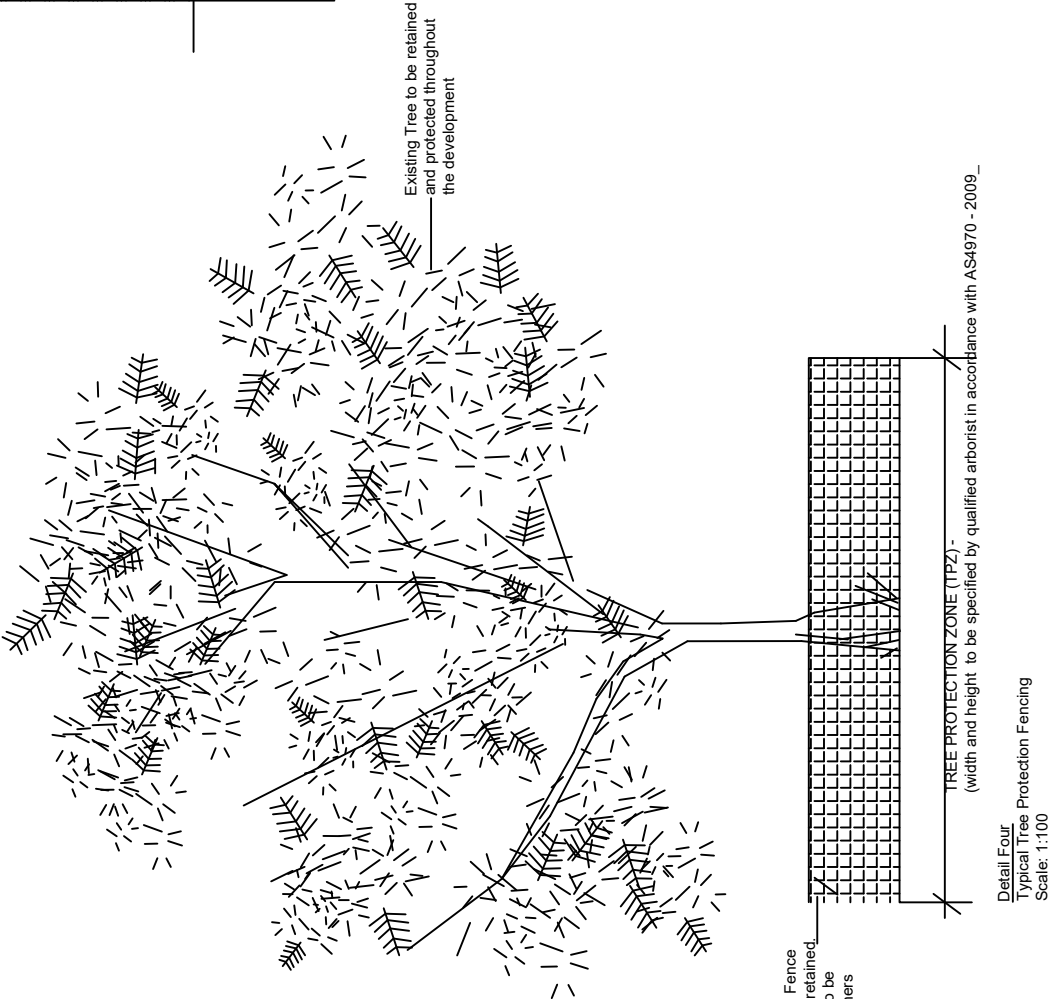 Existing Tree to be retained
and protected throughout
the development
Fence
retained
be
TREE PROTECTION ZONE (TPZ) -
(width and height to be specified by qualified arborist in accordance with AS4970 - 2009_
Detail Four
Typical Tree Protection Fencing
Scale: 1:100